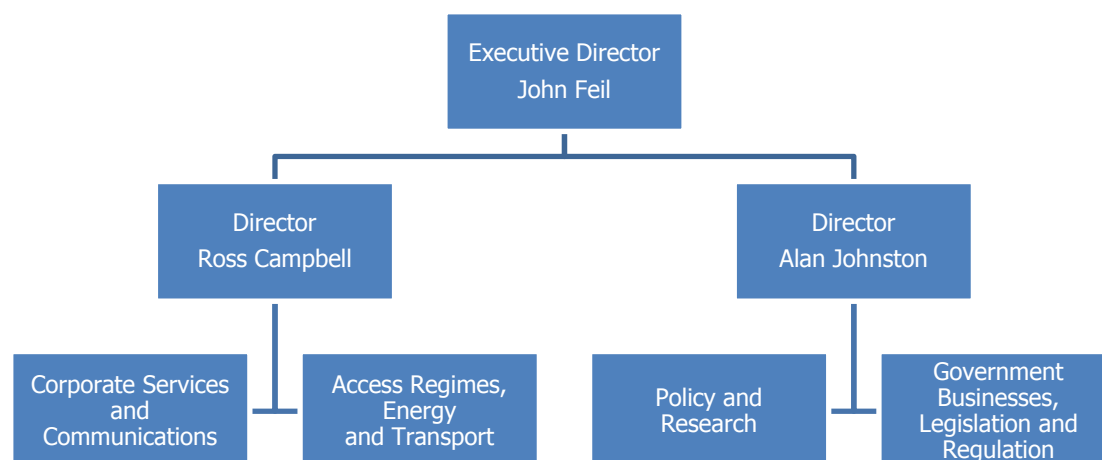 Executive Director
John Feil
Director
Ross Campbell
Director
Alan Johnston
Corporate Services
and
Communications
Access Regimes,
Energy
and Transport
Policy and
Research
Government
Businesses,
Legislation and
Regulation